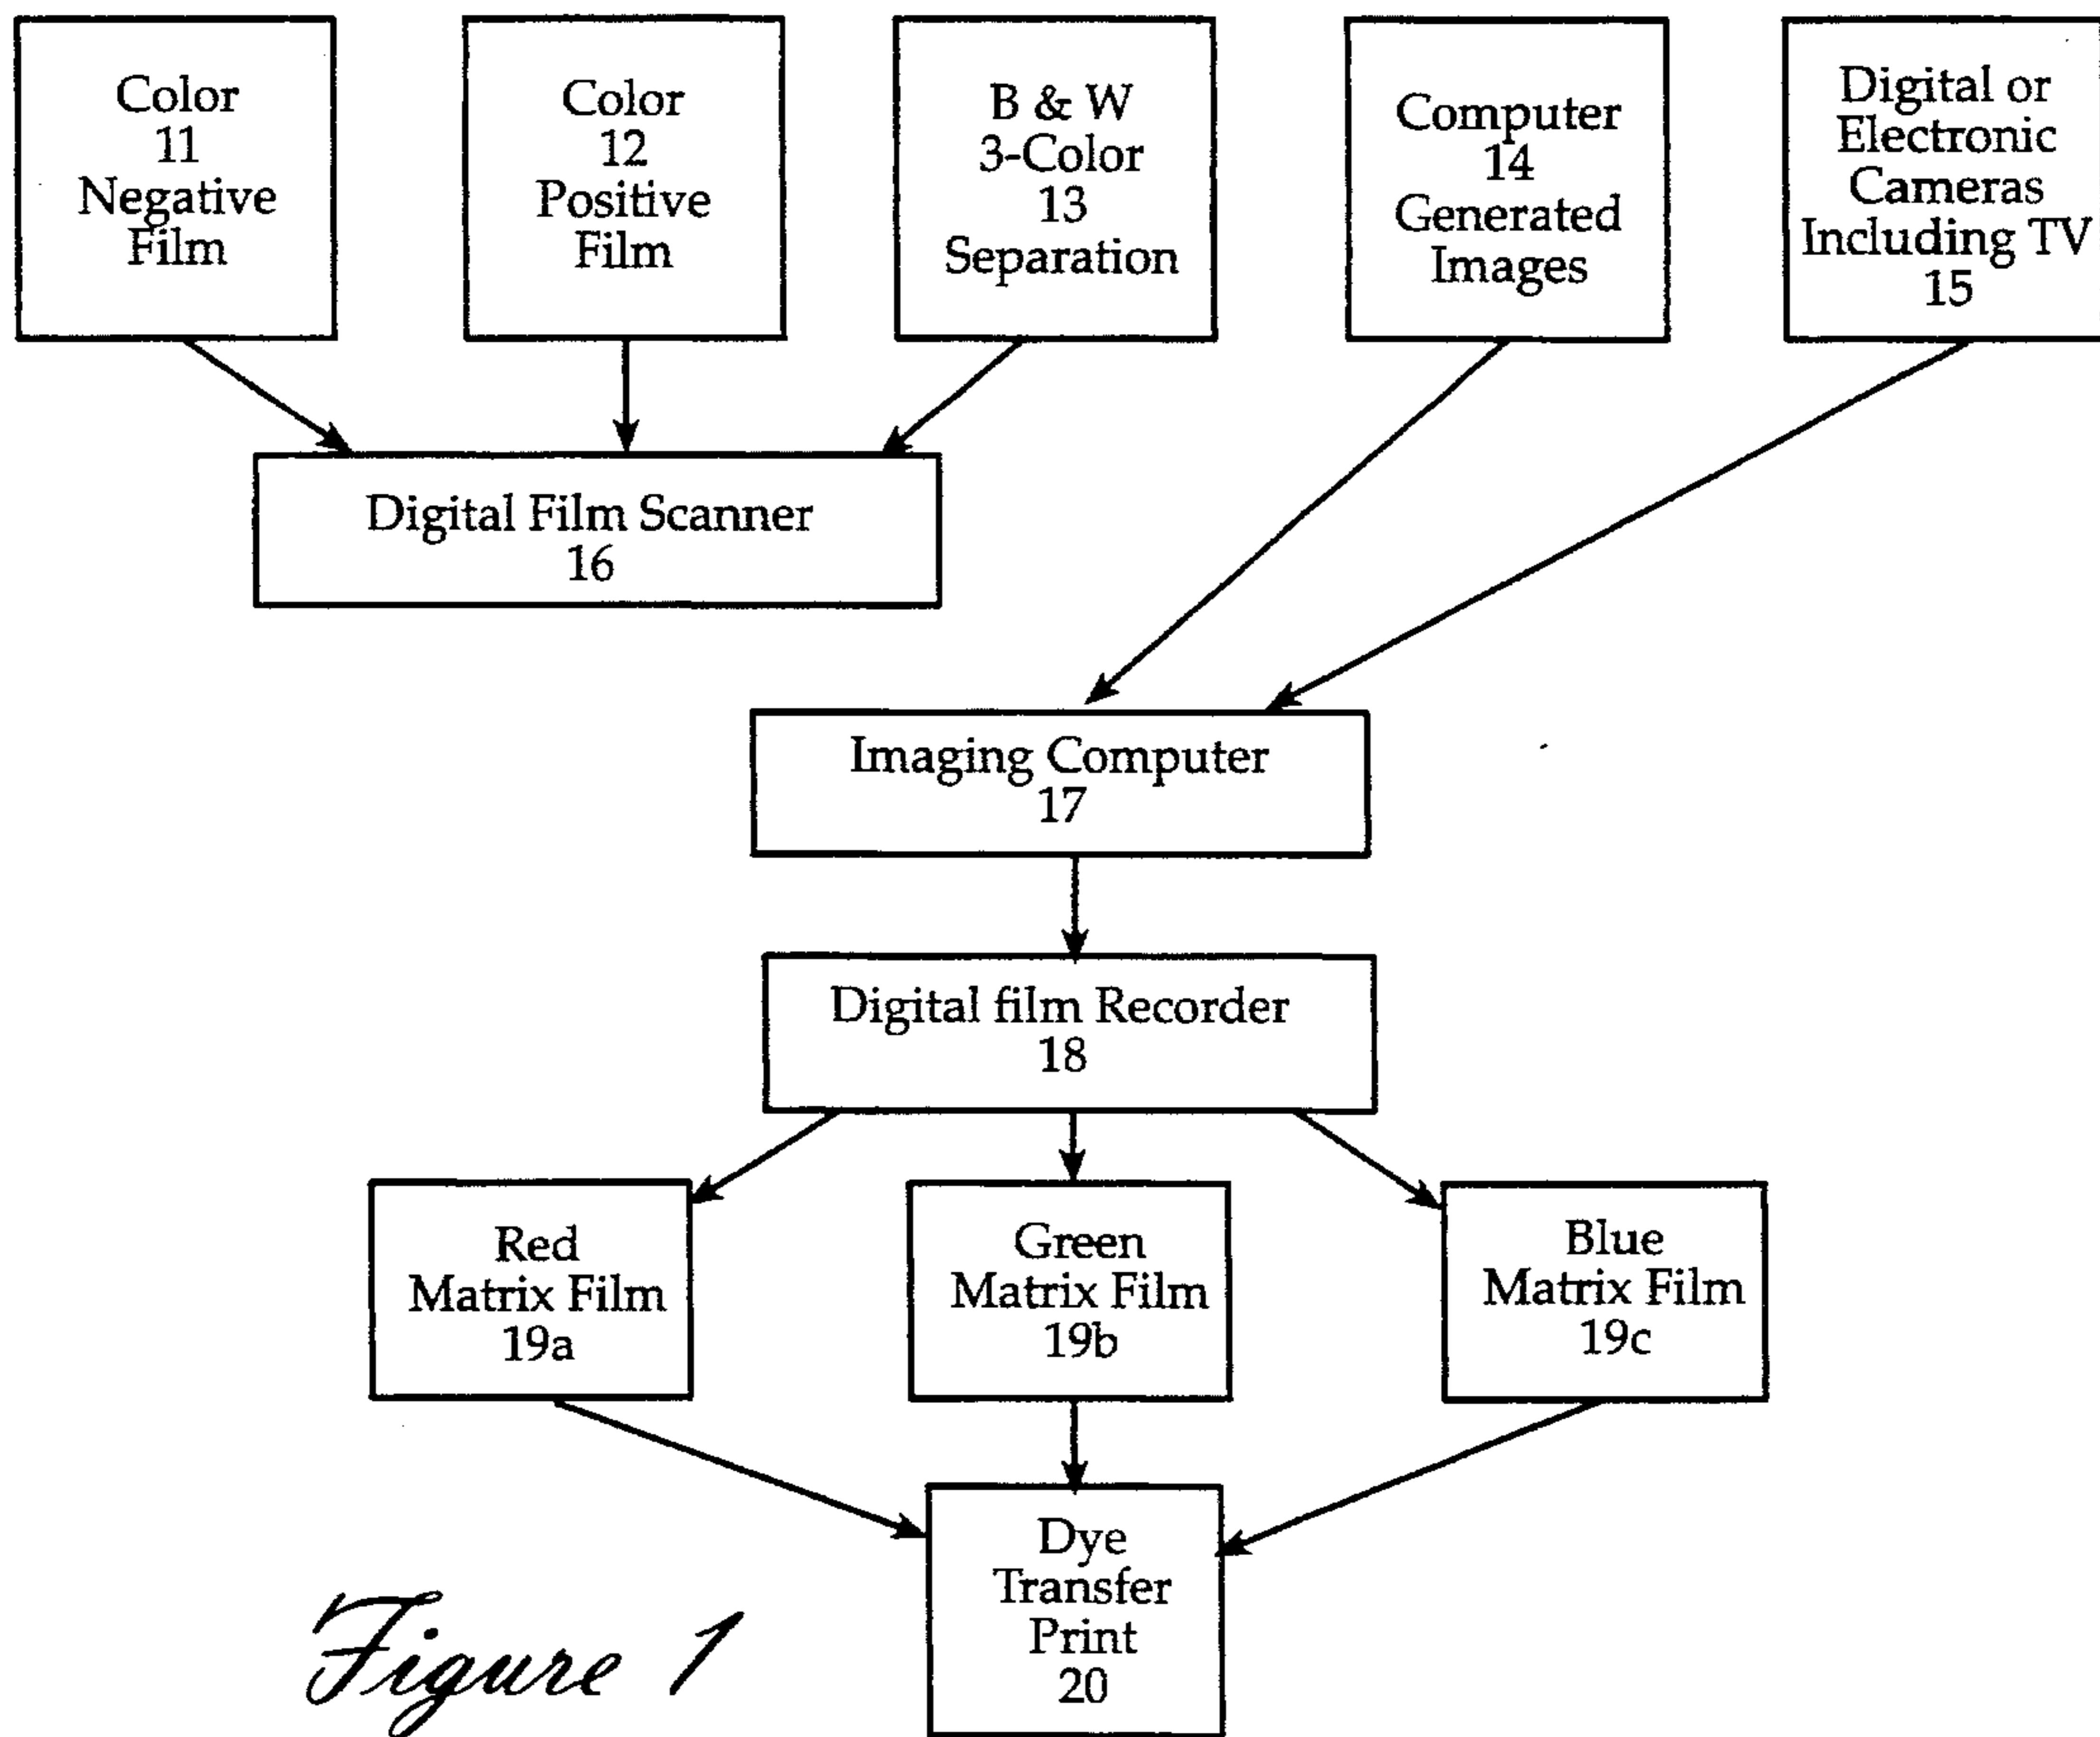 Color
11
Negative
Film
Color
12
Positive
Film
B & W
3-Color
13
Separation
Computer
14
Generated
Images
Digital or
Electronic
Cameras
Including TV
15
Digital Film Scanner
16
Imaging Computer
17
Digital film Recorder
18
Red
Matrix Film
19a
Green
Matrix Film
19b
Blue
Matrix Film
19c
Dye
Transfer
Print
20
Figure 1